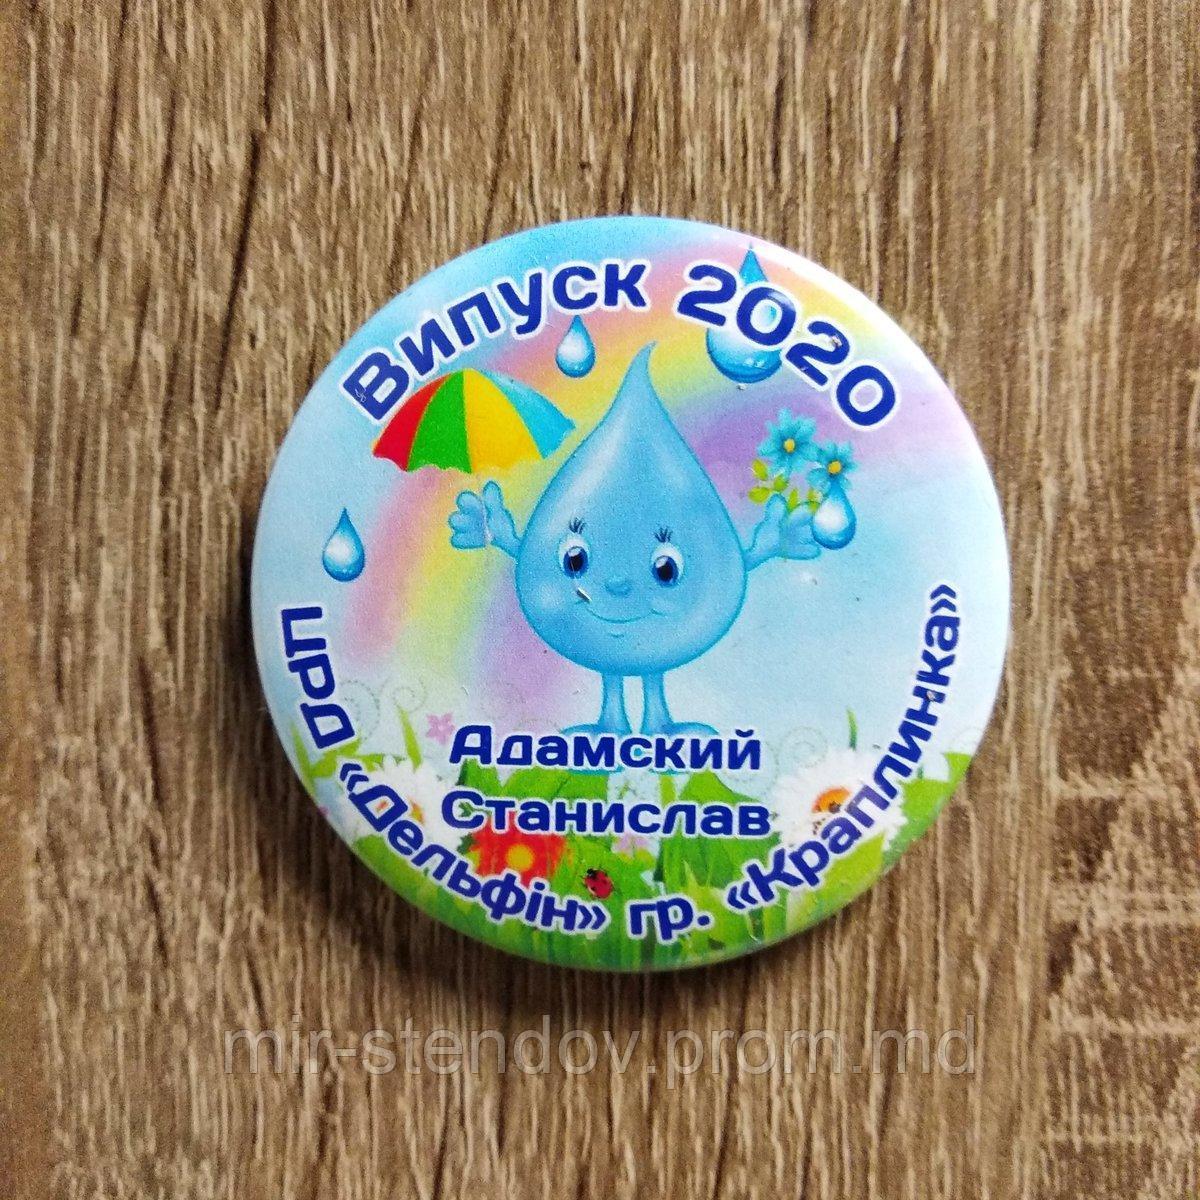 Випуск 2020
Адамский
Станислав
ЦРД «Дельфін» гр. «Краплинка»
mir-stendov.prom.md